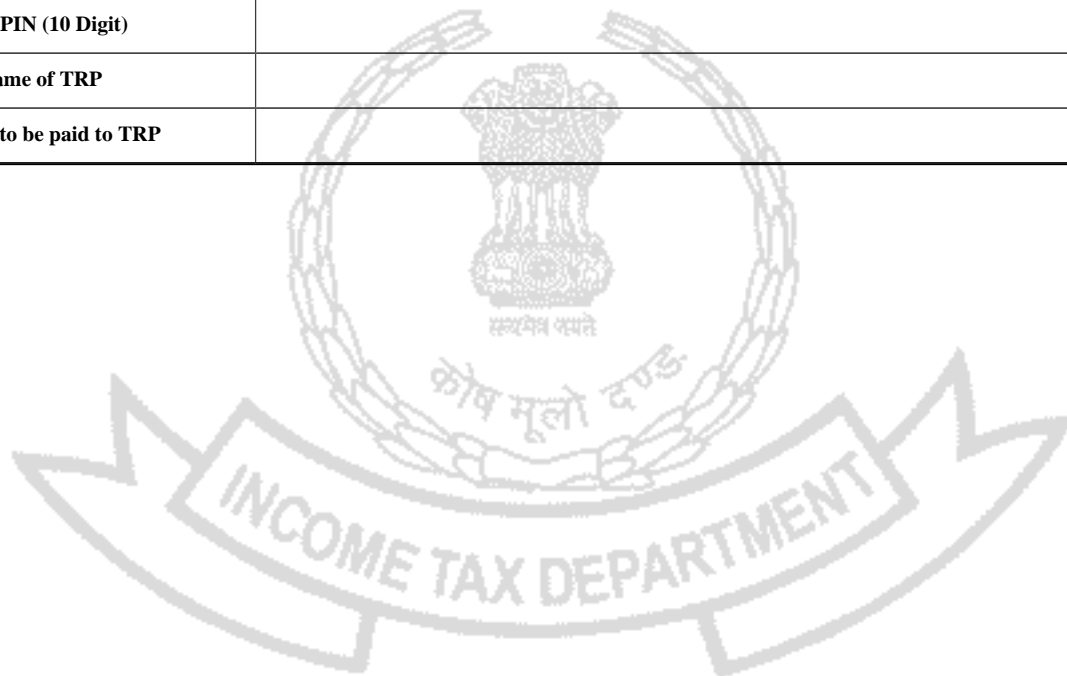 PIN (10 Digit)
ame of TRP
to be paid to TRP
सत्यमेव जयते
कोष मूलो दण्ड:
INCOME TAX DEPARTMENT